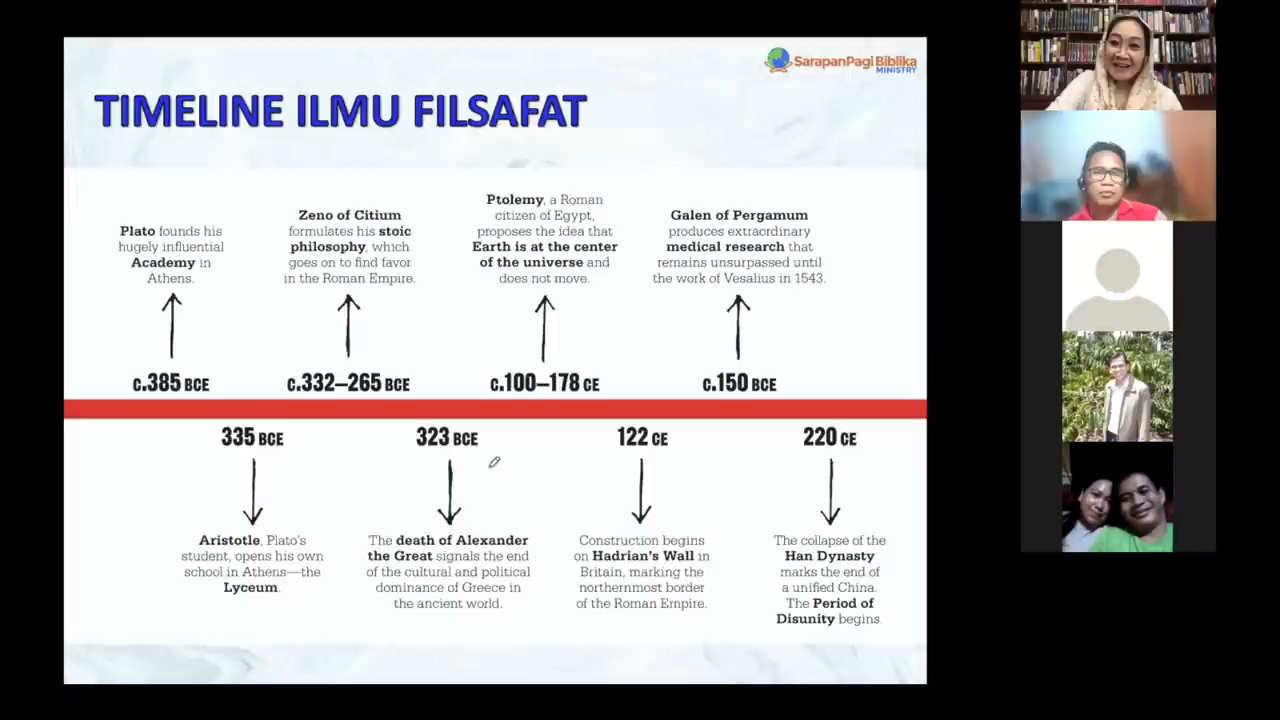 SarapanPagi Biblika
MINISTRY
TIMELINE ILMU FILSAFAT
Plato founds his
hugely influential
Academy in
Athens.
Zeno of Citium
formulates his stoic
philosophy, which
goes on to find favor
in the Roman Empire.
Ptolemy, a Roman
citizen of Egypt,
proposes the idea that
Earth is at the center
of the universe and
does not move.
Galen of Pergamum
produces extraordinary
medical research that
remains unsurpassed until
the work of Vesalius in 1543.
c.385 BCE
c.332–265 BCE
c.100–178 CE
c.150 BCE
335 BCE
323 BCE
122 CE
220 CE
Aristotle, Plato's
student, opens his own
school in Athens—the
Lyceum.
The death of Alexander
the Great signals the end
of the cultural and political
dominance of Greece in
the ancient world.
Construction begins
on Hadrian's Wall in
Britain, marking the
northernmost border
of the Roman Empire.
The collapse of the
Han Dynasty
marks the end of
a unified China.
The Period of
Disunity begins.